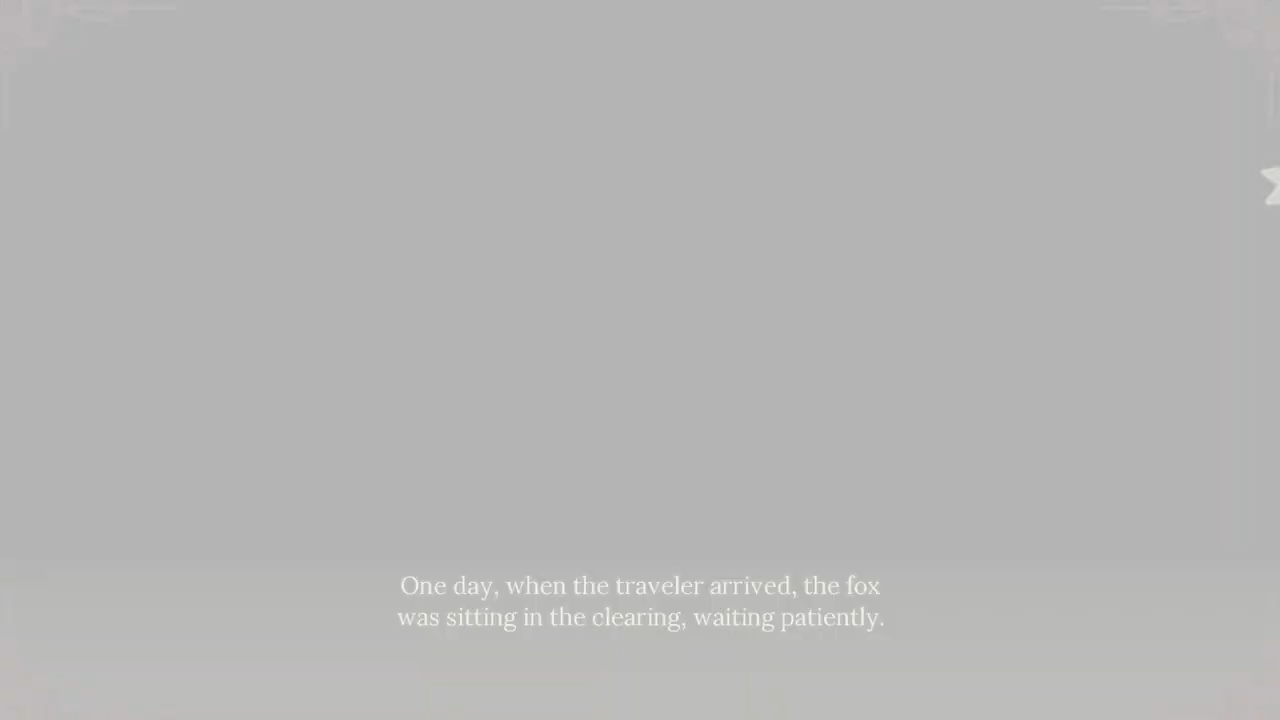 One day, when the traveler arrived, the fox
was sitting in the clearing, waiting patiently.